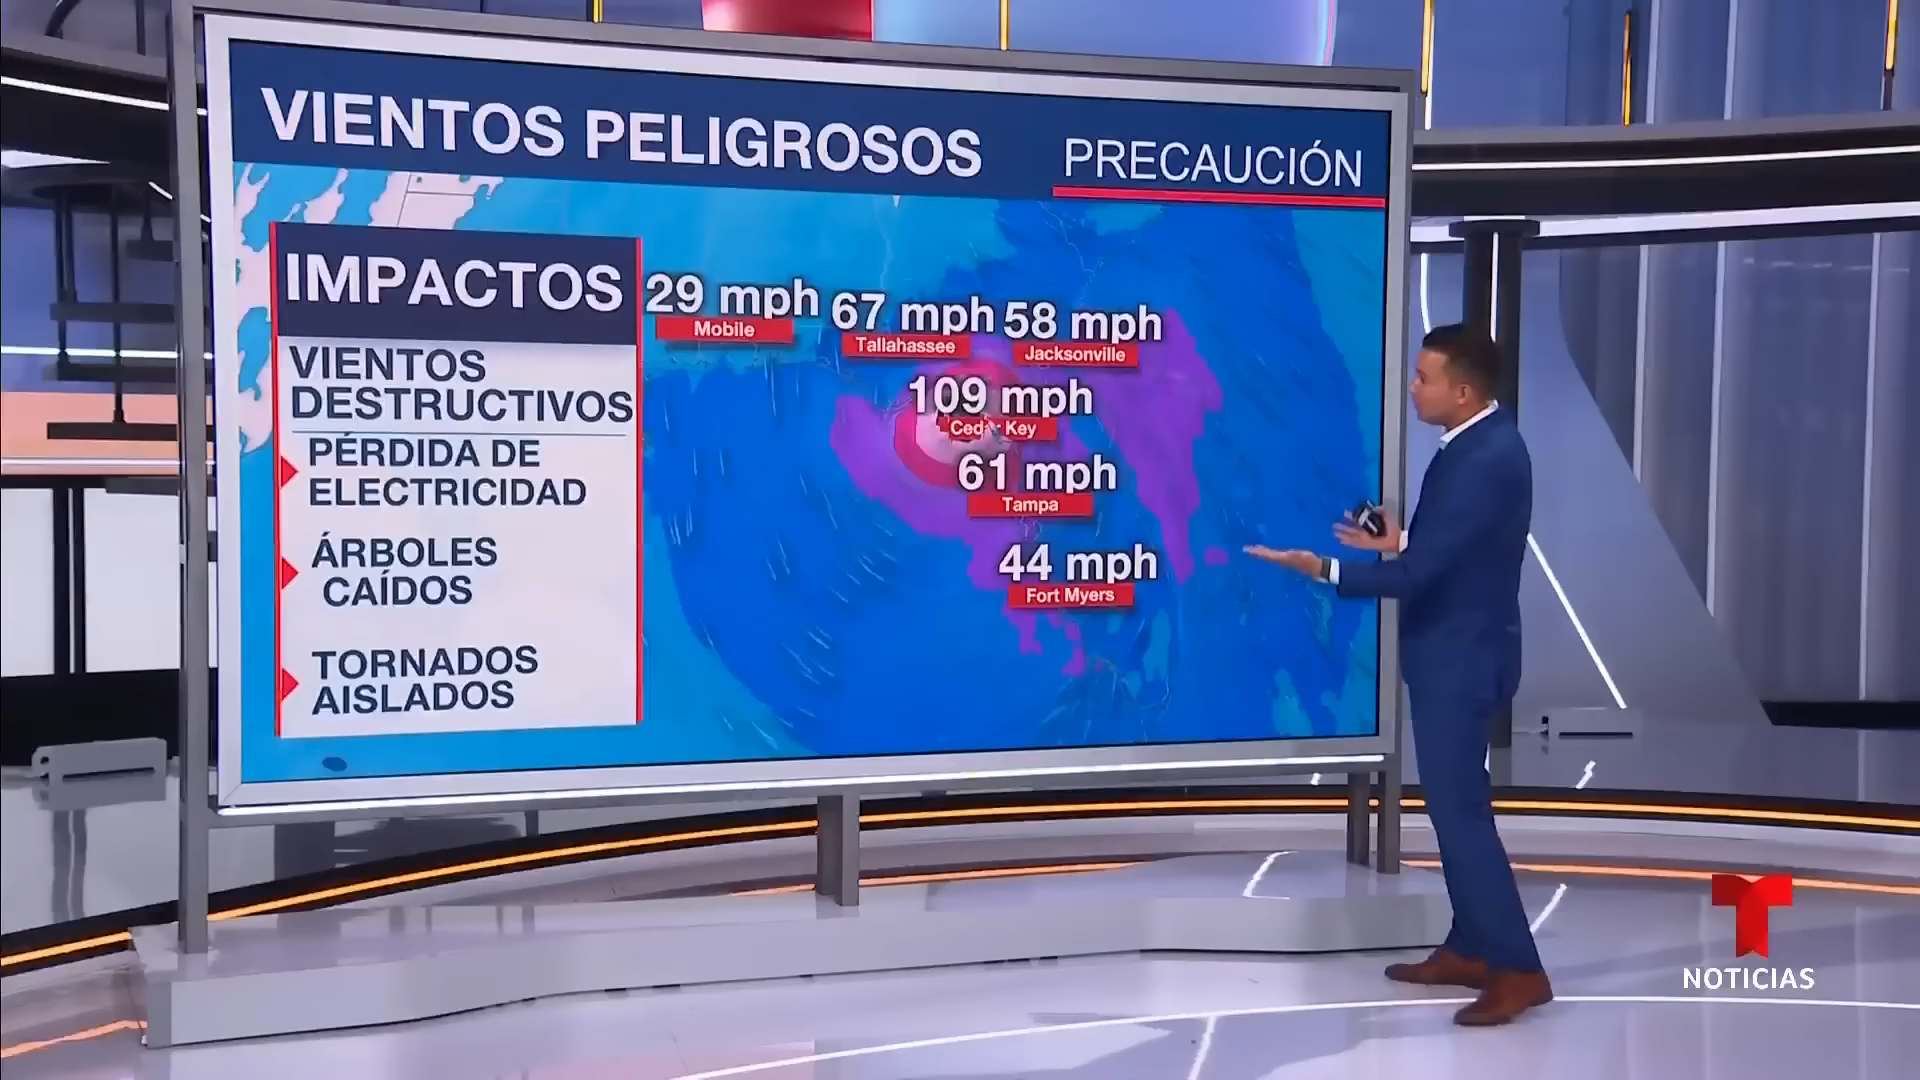 VIENTOS PELIGROSOS
PRECAUCIÓN
IMPACTOS
VIENTOS
DESTRUCTIVOS
PÉRDIDA DE
ELECTRICIDAD
ÁRBOLES
CAÍDOS
TORNADOS
AISLADOS
29 mph
Mobile
67 mph
Tallahassee
58 mph
Jacksonville
109 mph
Cedar Key
61 mph
Tampa
44 mph
Fort Myers
NOTICIAS